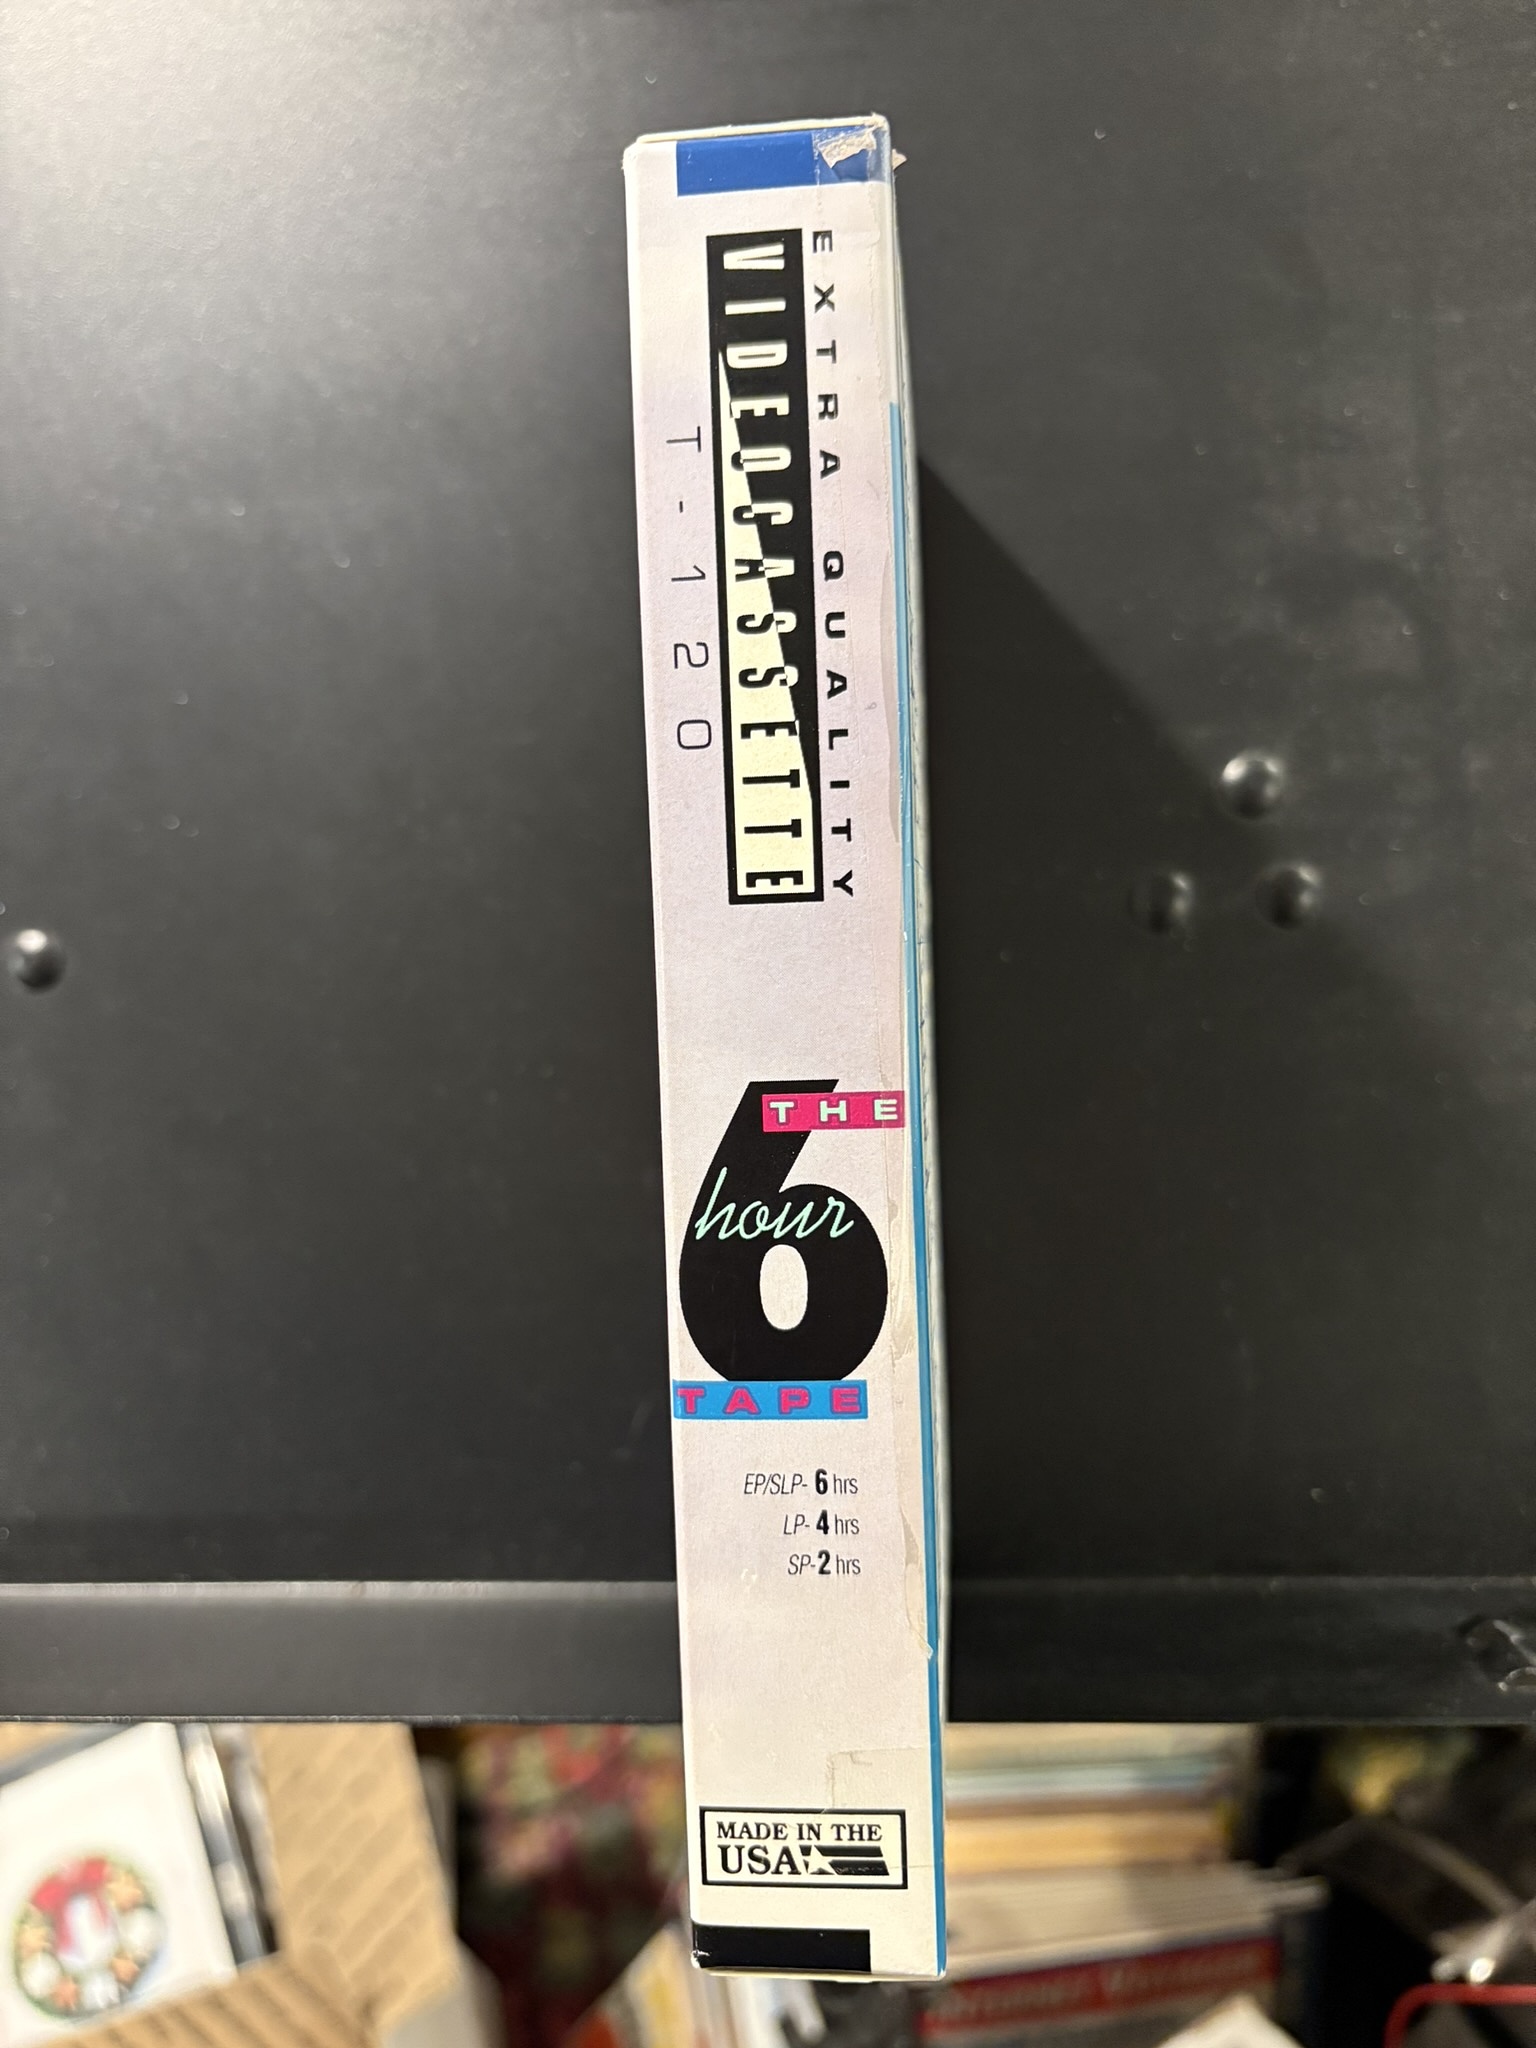 EXTRA QUALITY
VIDEOCASSETTE
T-120
THE
6
hour
TAPE
EP/SLP- 6 hrs
LP- 4 hrs
SP- 2 hrs
MADE IN THE
USA